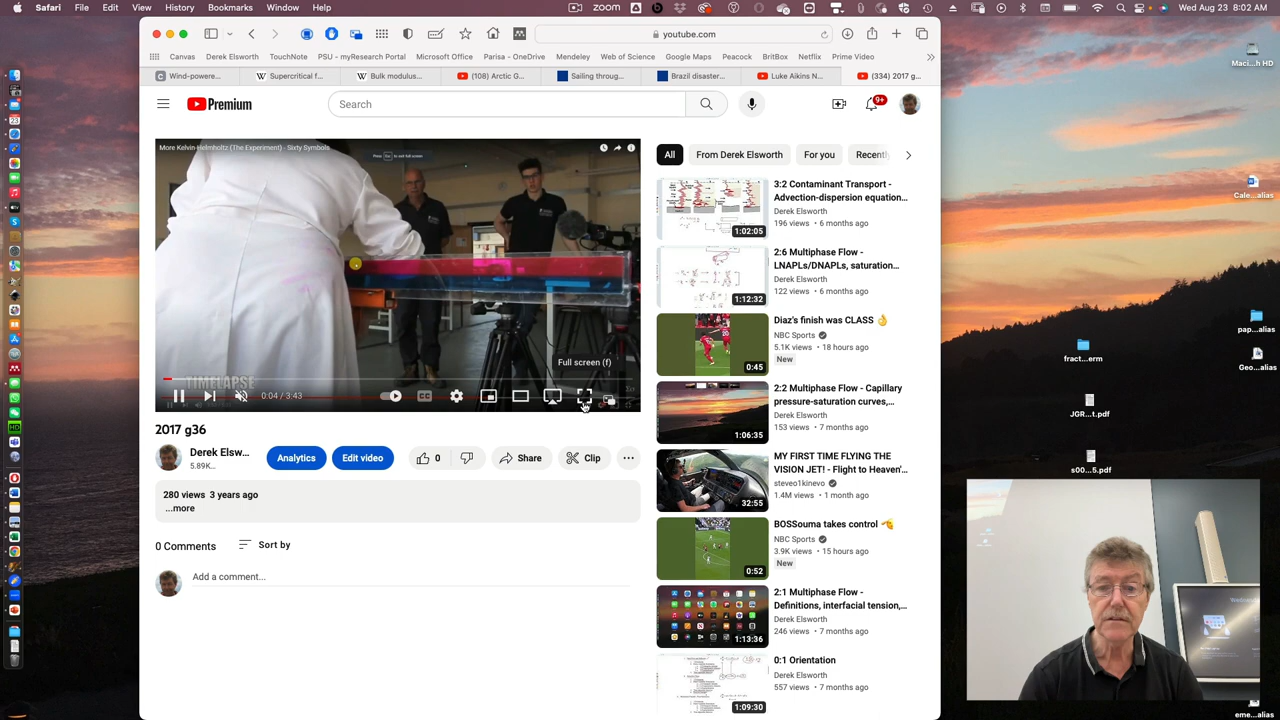 Safari File Edit View History
ZOOM
Wed Aug 23 8:02 AM
youtube.com
Canvas Derek Elsworth TouchNote PSU - myResearch Portal Microsoft Office Parisa - OneDrive Mendeley Web of Science Google Maps Peacock BritBox Netflix Prime Video
Wind-powere...
Supercritical f...
Bulk modulus...
(108) Arctic G...
Sailing throug...
Brazil disaster...
Luke Aikins N...
(334) 2017 g...
Premium
Search
9+
More Kelvin-Helmholtz (The Experiment) - Sixty Symbols
TIMELAPSE
Full screen (f)
0:04 / 3:43
2017 g36
Derek Elsw...
5.89K...
Analytics
Edit video
0
Share
Clip
280 views 3 years ago
...more
0 Comments
Sort by
Add a comment...
All
From Derek Elsworth
For you
Recently
3:2 Contaminant Transport -
Advection-dispersion equation...
Derek Elsworth
196 views • 6 months ago
1:02:05
2:6 Multiphase Flow -
LNAPLs/DNAPLs, saturation...
Derek Elsworth
122 views • 6 months ago
1:12:32
Diaz's finish was CLASS 👌
NBC Sports
5.1K views • 18 hours ago
New
0:45
2:2 Multiphase Flow - Capillary
pressure-saturation curves,...
Derek Elsworth
153 views • 7 months ago
1:06:35
MY FIRST TIME FLYING THE
VISION JET! - Flight to Heaven'...
steveo1kinevo
1.4M views • 1 month ago
32:55
BOSSouma takes control
NBC Sports
3.9K views • 15 hours ago
New
0:52
2:1 Multiphase Flow -
Definitions, interfacial tension,...
Derek Elsworth
246 views • 7 months ago
1:13:36
0:1 Orientation
Derek Elsworth
557 views • 7 months ago
1:09:30
Maci...h HD
Cale...alias
pap...alias
fract...erm
Geo...alias
JGR...t.pdf
s00...5.pdf
eme...alias